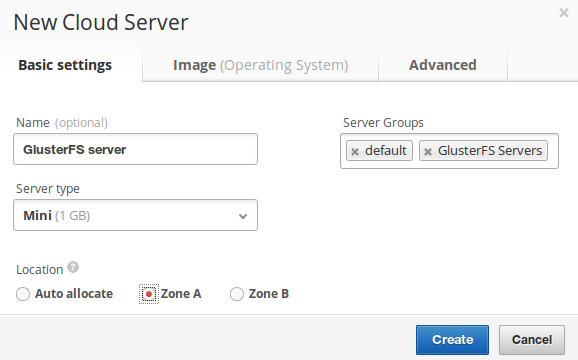 New Cloud Server
×
Basic settings
Image (Operating System)
Advanced
Name (optional)
GlusterFS server
Server Groups
× default
× GlusterFS Servers
Server type
Mini (1 GB)
Location ?
Auto allocate
Zone A
Zone B
Create
Cancel